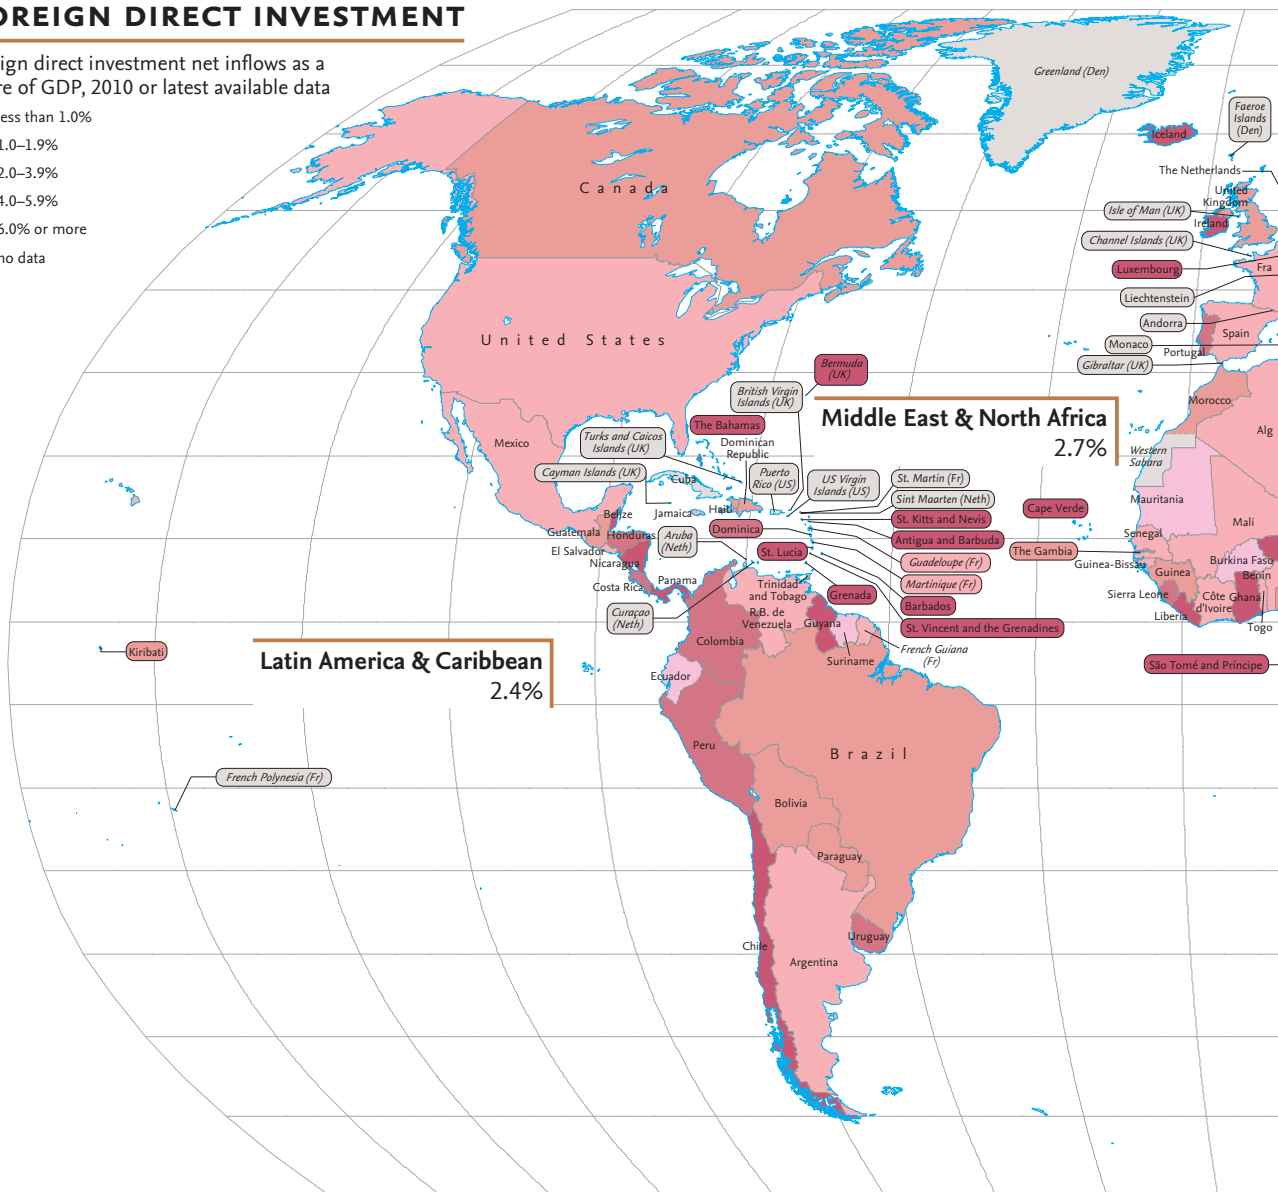 OREIGN DIRECT INVESTMENT
ign direct investment net inflows as a
re of GDP, 2010 or latest available data
ess than 1.0%
1.0–1.9%
2.0–3.9%
4.0–5.9%
6.0% or more
no data
Greenland (Den)
Faeroe
Islands
(Den)
Iceland
The Netherlands
United
Kingdom
Isle of Man (UK)
Ireland
Channel Islands (UK)
Luxembourg
Fra
Liechtenstein
Andorra
Spain
Monaco
Portugal
Gibraltar (UK)
Canada
United States
Bermuda
(UK)
British Virgin
Islands (UK)
Middle East & North Africa
2.7%
Morocco
Alg
Western
Sahara
Mauritania
Mali
Mexico
The Bahamas
Turks and Caicos
Islands (UK)
Dominican
Republic
Cayman Islands (UK)
Cuba
Puerto
Rico (US)
US Virgin
Islands (US)
St. Martin (Fr)
Sint Maarten (Neth)
St. Kitts and Nevis
Antigua and Barbuda
Guadeloupe (Fr)
Martinique (Fr)
Barbados
St. Vincent and the Grenadines
Belize
Jamaica
Haiti
Guatemala
Honduras
Dominica
Aruba
(Neth)
El Salvador
St. Lucia
Nicaragua
Costa Rica
Panama
Trinidad
and Tobago
Grenada
Curaçao
(Neth)
R.B. de
Venezuela
Guyana
Colombia
Suriname
French Guiana
(Fr)
Ecuador
Cape Verde
Senegal
The Gambia
Guinea-Bissau
Burkina Faso
Guinea
Benin
Sierra Leone
Côte
d'Ivoire
Ghana
Liberia
Togo
São Tomé and Príncipe
Kiribati
Latin America & Caribbean
2.4%
French Polynesia (Fr)
Peru
Brazil
Bolivia
Paraguay
Uruguay
Chile
Argentina